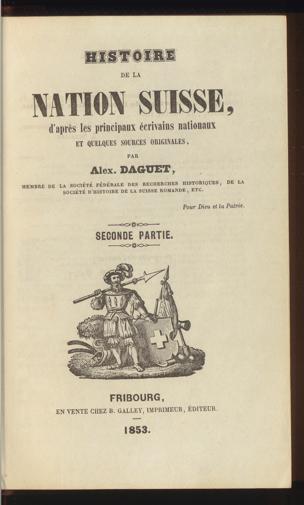 HISTOIRE
DE LA
NATION SUISSE,
d'après les principaux écrivains nationaux
ET QUELQUES SOURCES ORIGINALES,
PAR
Alex. DAGUET,
MEMBRE DE LA SOCIÉTÉ FÉDÉRALE DES RECHERCHES HISTORIQUES, DE LA
SOCIÉTÉ D'HISTOIRE DE LA SUISSE ROMANDE, ETC.
Pour Dieu et la Patrie.
SECONDE PARTIE.
FRIBOURG,
EN VENTE CHEZ B. GALLEY, IMPRIMEUR, ÉDITEUR.
1853.